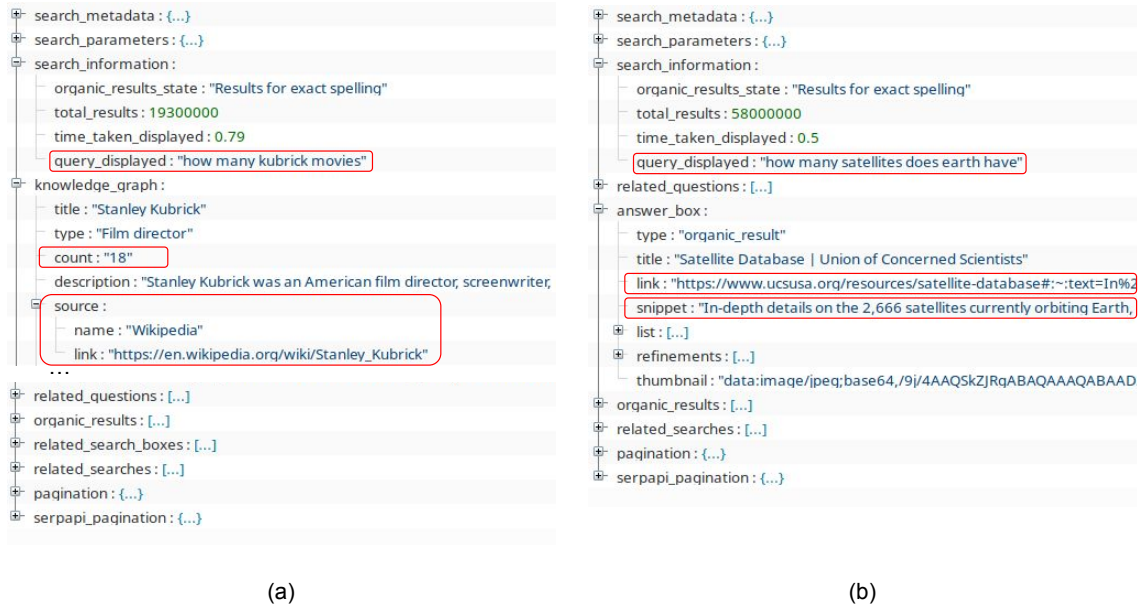 search_metadata : {...}
search_parameters : {...}
search_information :
organic_results_state : "Results for exact spelling"
total_results : 19300000
time_taken_displayed : 0.79
query_displayed : "how many kubrick movies"
knowledge_graph :
title : "Stanley Kubrick"
type : "Film director"
count : "18"
description : "Stanley Kubrick was an American film director, screenwriter,
source :
name : "Wikipedia"
link : "https://en.wikipedia.org/wiki/Stanley_Kubrick"
...
related_questions : [...]
organic_results : [...]
related_search_boxes : [...]
related_searches : [...]
pagination : {...}
serpapi_pagination : {...}
(a)
search_metadata : {...}
search_parameters : {...}
search_information :
organic_results_state : "Results for exact spelling"
total_results : 58000000
time_taken_displayed : 0.5
query_displayed : "how many satellites does earth have"
related_questions : [...]
answer_box :
type : "organic_result"
title : "Satellite Database | Union of Concerned Scientists"
link : "https://www.ucsusa.org/resources/satellite-database#:~:text=In%2
snippet : "In-depth details on the 2,666 satellites currently orbiting Earth,
list : [...]
refinements : [...]
thumbnail : "data:image/jpeg;base64,/9j/4AAQSkZJRgABAQAAAQABAAD
organic_results : [...]
related_searches : [...]
pagination : {...}
serpapi_pagination : {...}
(b)